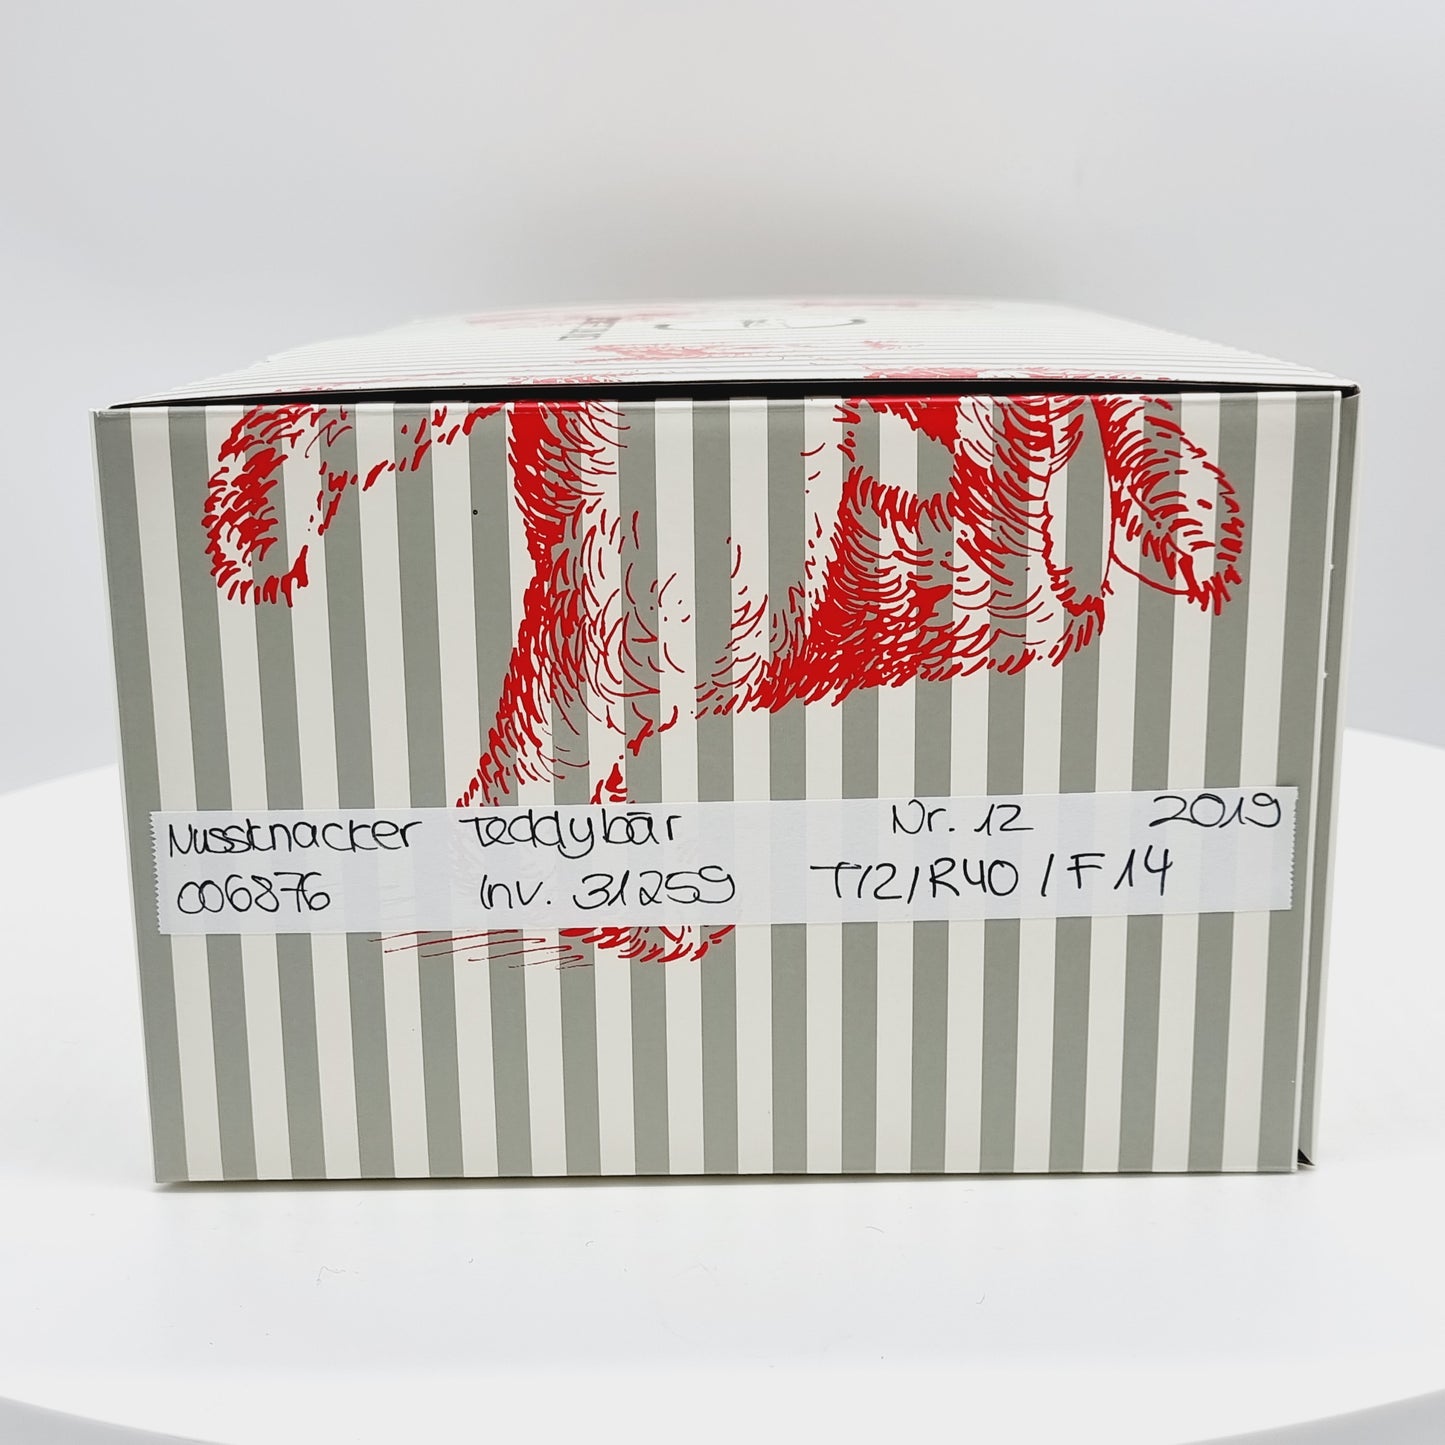 Nussknacker Teddybär Nr. 12 2019
006876 Inv. 31259 T12/R40/F14